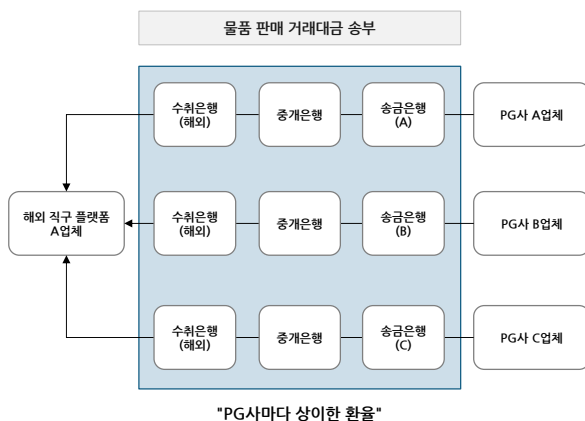 물품 판매 거래대금 송부
수취은행
(해외)
중개은행
송금은행
(A)
PG사 A업체
해외 직구 플랫폼
A업체
수취은행
(해외)
중개은행
송금은행
(B)
PG사 B업체
수취은행
(해외)
중개은행
송금은행
(C)
PG사 C업체
"PG사마다 상이한 환율"